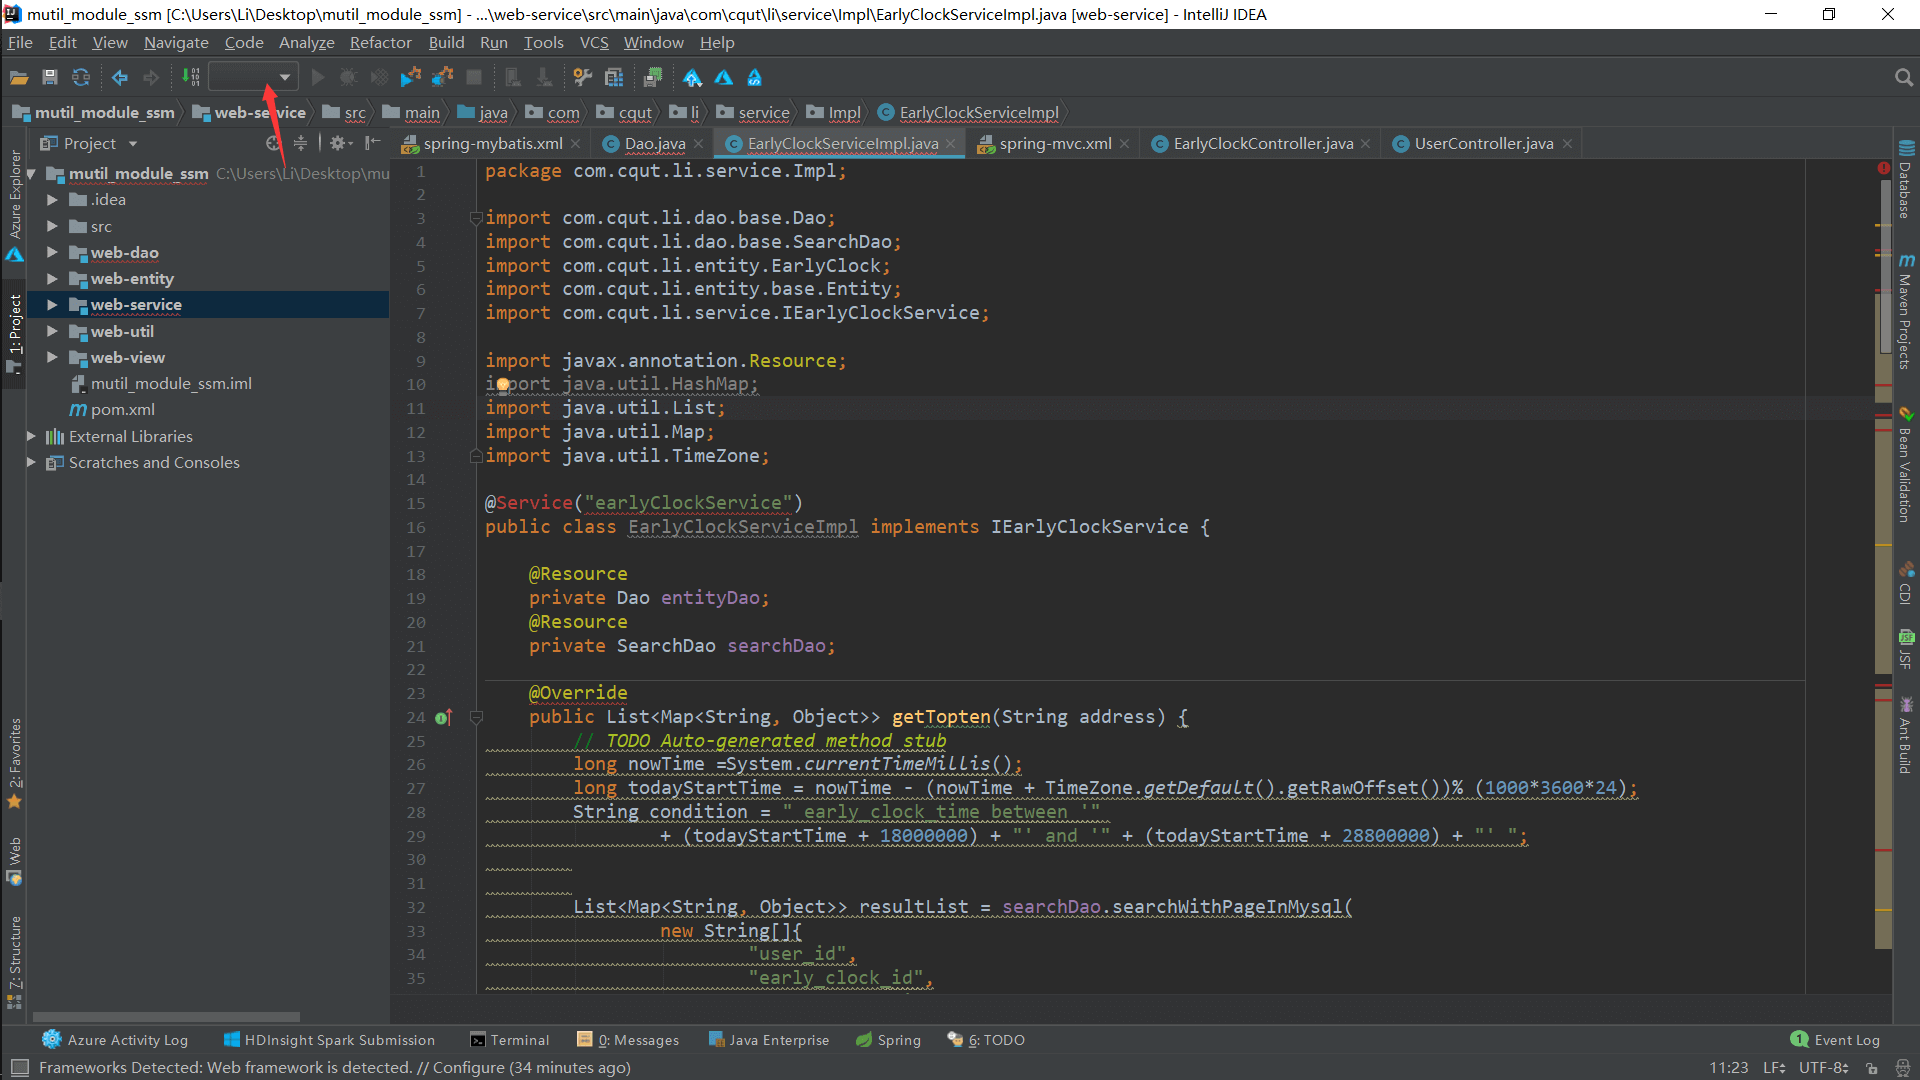 mutil_module_ssm [C:\Users\Li\Desktop\mutil_module_ssm] - ...\web-service\src\main\java\com\cqut\li\service\Impl\EarlyClockServiceImpl.java [web-service] - IntelliJ IDEA
File Edit View Navigate Code Analyze Refactor Build Run Tools VCS Window Help
mutil_module_ssm web-service src main java com cqut li service Impl EarlyClockServiceImpl
Project
spring-mybatis.xml Dao.java EarlyClockServiceImpl.java spring-mvc.xml EarlyClockController.java UserController.java
mutil_module_ssm C:\Users\Li\Desktop\mu
.idea
src
web-dao
web-entity
web-service
web-util
web-view
mutil_module_ssm.iml
pom.xml
External Libraries
Scratches and Consoles
Azure Explorer
1: Project
2: Favorites
Web
7: Structure
1 package com.cqut.li.service.Impl;
2
3 import com.cqut.li.dao.base.Dao;
4 import com.cqut.li.dao.base.SearchDao;
5 import com.cqut.li.entity.EarlyClock;
6 import com.cqut.li.entity.base.Entity;
7 import com.cqut.li.service.IEarlyClockService;
8
9 import javax.annotation.Resource;
10 import java.util.HashMap;
11 import java.util.List;
12 import java.util.Map;
13 import java.util.TimeZone;
14
15 @Service("earlyClockService")
16 public class EarlyClockServiceImpl implements IEarlyClockService {
17
18 @Resource
19 private Dao entityDao;
20 @Resource
21 private SearchDao searchDao;
22
23 @Override
24 public List<Map<String, Object>> getTopten(String address) {
25 // TODO Auto-generated method stub
26 long nowTime =System.currentTimeMillis();
27 long todayStartTime = nowTime - (nowTime + TimeZone.getDefault().getRawOffset())% (1000*3600*24);
28 String condition = " early_clock_time between '"
29 + (todayStartTime + 18000000) + "' and '" + (todayStartTime + 28800000) + "' ";
30
31
32 List<Map<String, Object>> resultList = searchDao.searchWithPageInMysql(
33 new String[]{
34 "user_id",
35 "early_clock_id",
Database
Maven Projects
Bean Validation
CDI
JSF
Ant Build
Azure Activity Log HDInsight Spark Submission Terminal 0: Messages Java Enterprise Spring 6: TODO 1 Event Log
Frameworks Detected: Web framework is detected. // Configure (34 minutes ago) 11:23 LF UTF-8